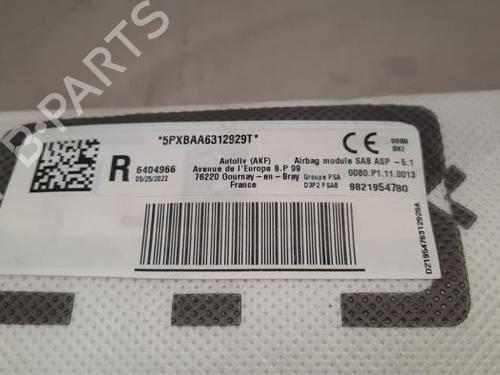 B-PARTS
*5PXBAA6312929T*
R
6404966
05/25/2022
Autoliv (AKF)
Avenue de l'Europe B.P 99
76220 Gournay-en-Bray
France
Airbag module SAB ASP -5.1
0080.P1.11.0013
Groupe PSA
D3P2 FSAB
9821954780
CE
0086
BKI
D2195476312929A